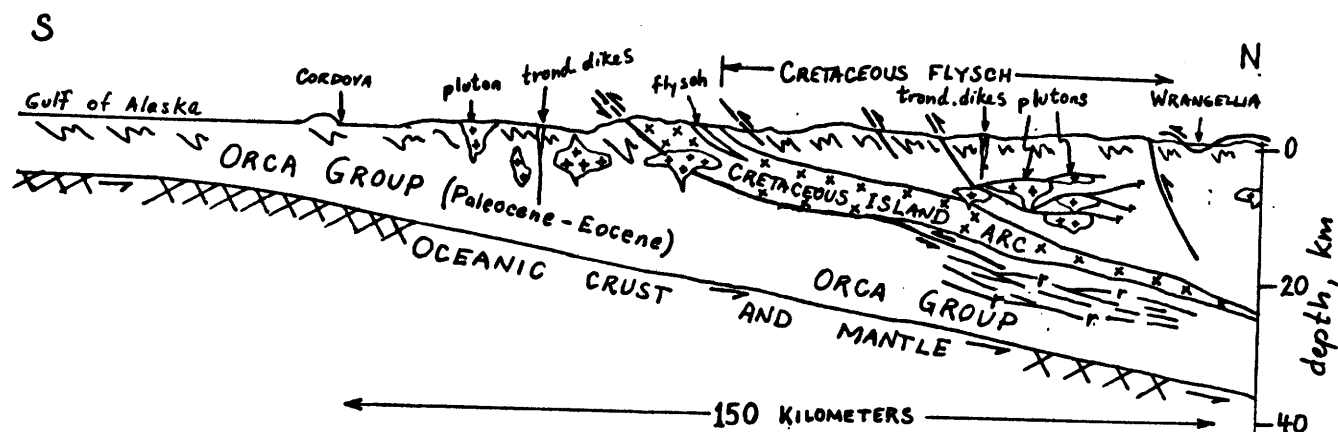 S
N
CORDOVA
pluton
trond. dikes
flysch
CRETACEOUS FLYSCH
trond. dikes
plutons
WRANGELLIA
Gulf of Alaska
0
ORCA GROUP
(Paleocene-Eocene)
CRETACEOUS ISLAND ARC
OCEANIC CRUST AND MANTLE
ORCA GROUP
r
r
r
r
r
r
r
20
depth, km
150 KILOMETERS
40